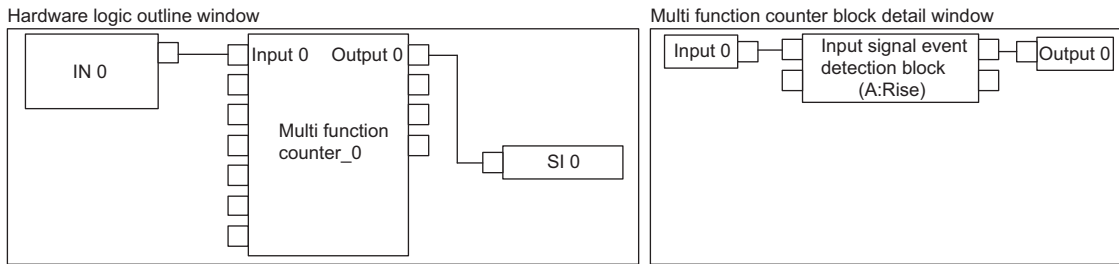 Hardware logic outline window
IN 0
Input 0
Output 0
Multi function
counter_0
SI 0
Multi function counter block detail window
Input 0
Input signal event
detection block
(A:Rise)
Output 0